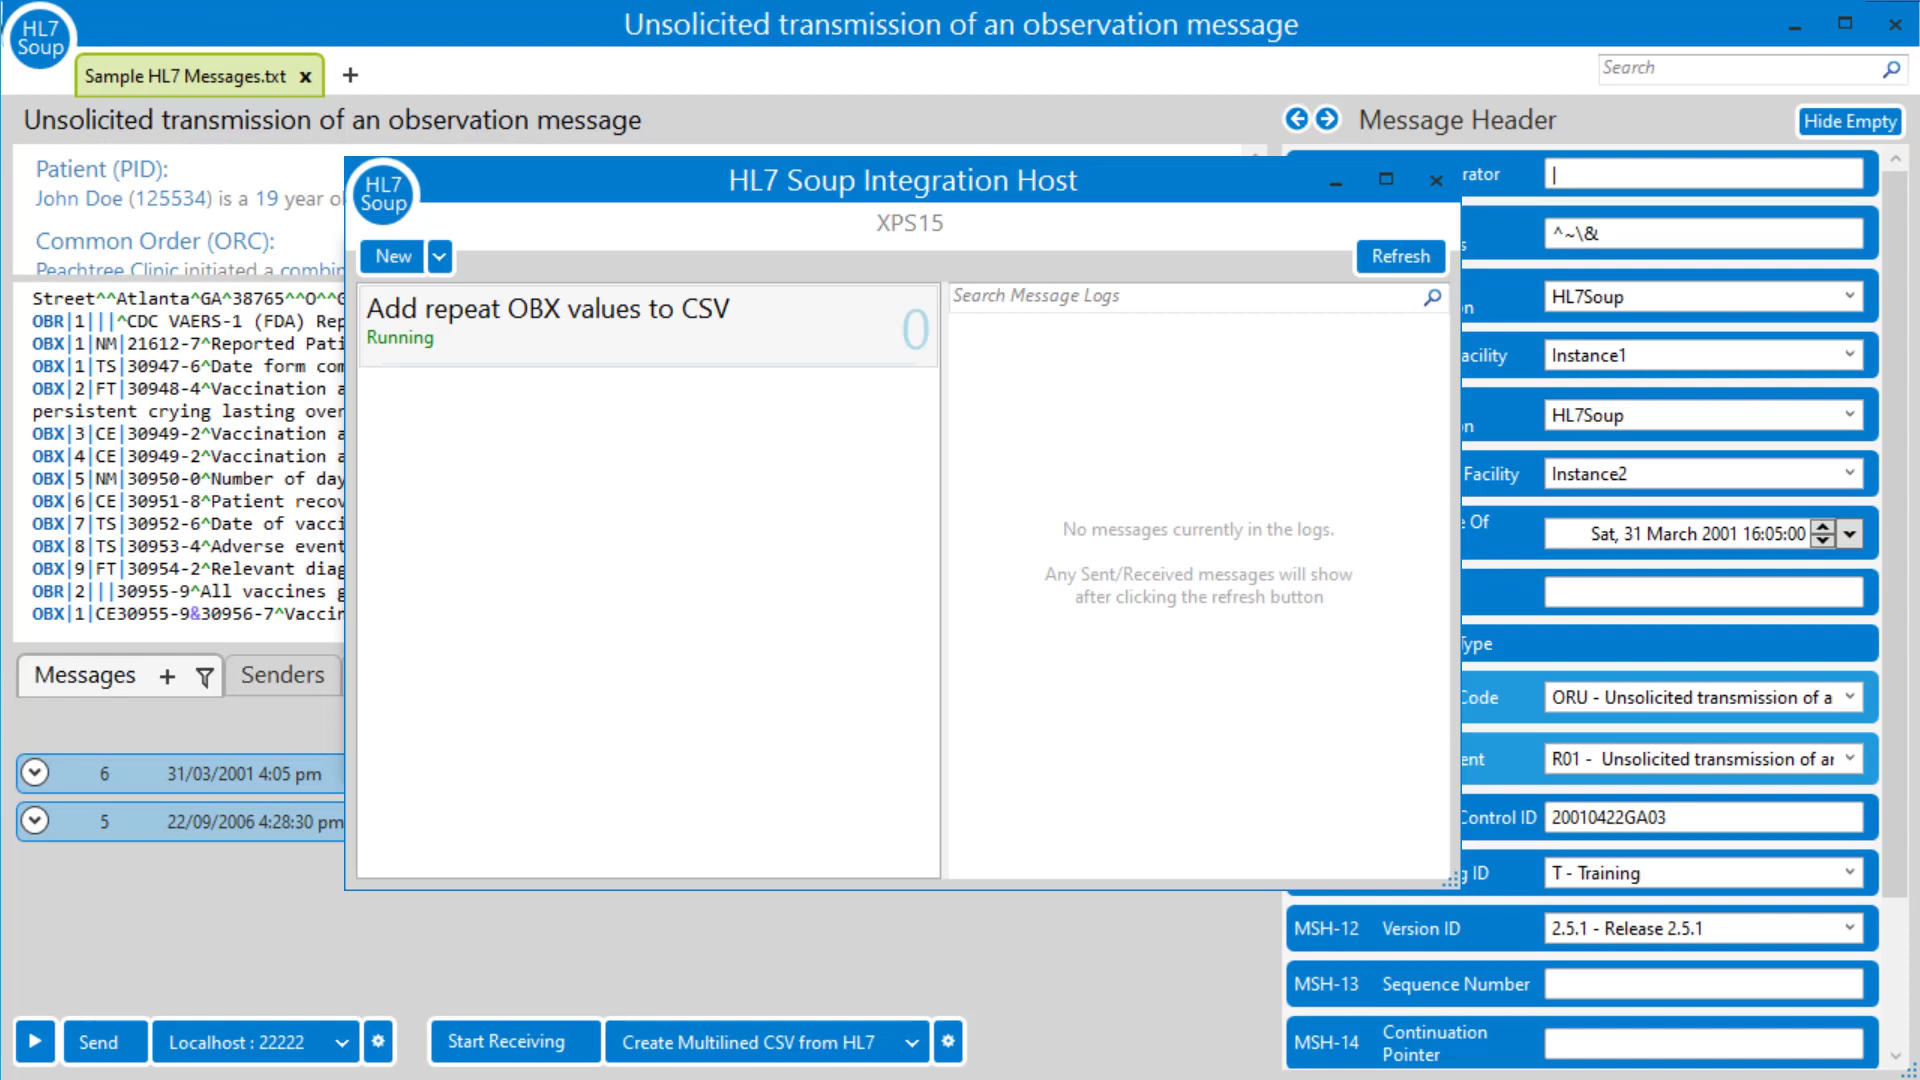 HL7 Soup
Unsolicited transmission of an observation message
Sample HL7 Messages.txt x +
Search
Unsolicited transmission of an observation message
Message Header
Hide Empty
Patient (PID):
John Doe (125534) is a 19 year
Common Order (ORC):
Peachtree Clinic initiated a
Street^^Atlanta^GA^38765^^O^^
OBR|1|||^CDC VAERS-1 (FDA) Rep
OBX|1|NM|21612-7^Reported Pati
OBX|1|TS|30947-6^Date form com
OBX|2|FT|30948-4^Vaccination a
persistent crying lasting over
OBX|3|CE|30949-2^Vaccination a
OBX|4|CE|30949-2^Vaccination a
OBX|5|NM|30950-0^Number of day
OBX|6|CE|30951-8^Patient recov
OBX|7|TS|30952-6^Date of vacci
OBX|8|TS|30953-4^Adverse event
OBX|9|FT|30954-2^Relevant diag
OBR|2|||30955-9^All vaccines g
OBX|1|CE30955-9&30956-7^Vaccin
Messages +
Senders
6 31/03/2001 4:05 pm
5 22/09/2006 4:28:30 pm
HL7 Soup
HL7 Soup Integration Host
XPS15
New
Refresh
Add repeat OBX values to CSV
Running
0
Search Message Logs
No messages currently in the logs.
Any Sent/Received messages will show
after clicking the refresh button
rator |
s ^~\&
n HL7Soup
acility Instance1
n HL7Soup
Facility Instance2
e Of Sat, 31 March 2001 16:05:00
Type
Code ORU - Unsolicited transmission of a
ent R01 - Unsolicited transmission of ar
Control ID 20010422GA03
g ID T - Training
MSH-12 Version ID 2.5.1 - Release 2.5.1
MSH-13 Sequence Number
MSH-14 Continuation Pointer
Send
Localhost : 22222
Start Receiving
Create Multilined CSV from HL7